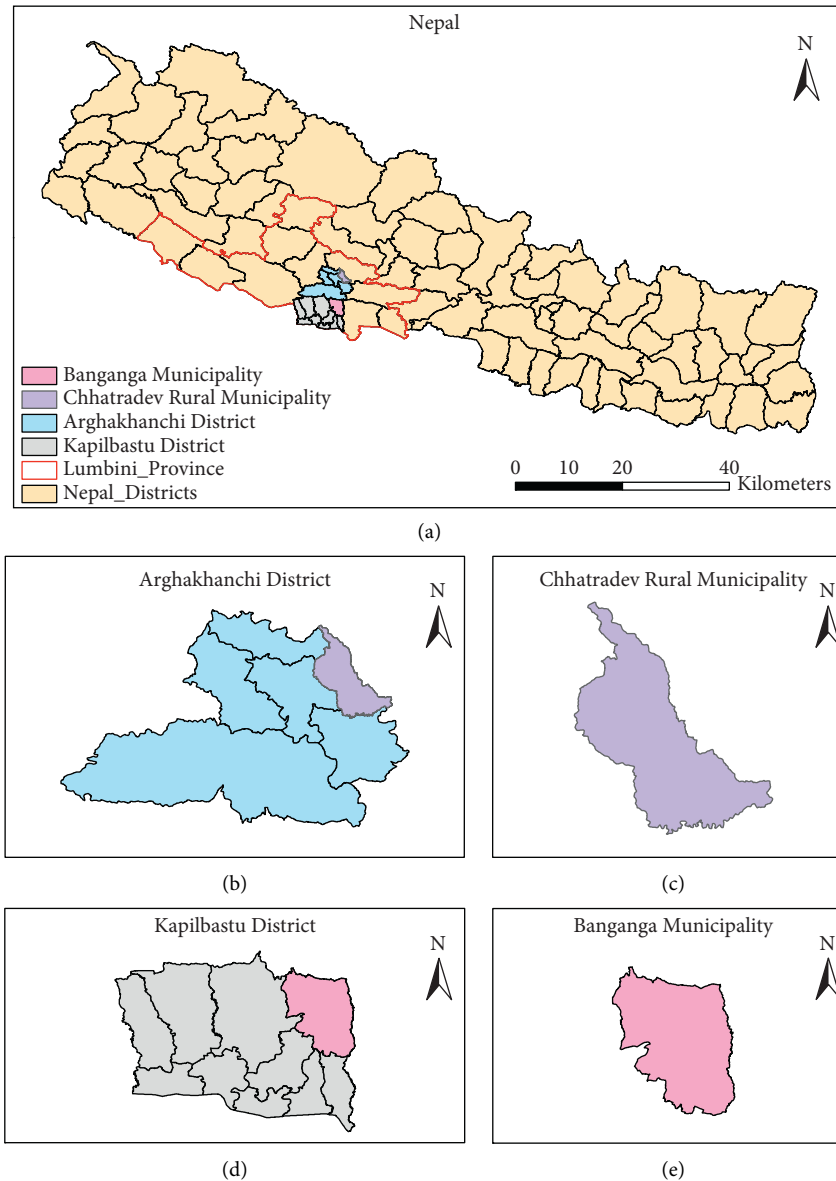 Nepal
N
Banganga Municipality
Chhatradev Rural Municipality
Arghakhanchi District
Kapilbastu District
Lumbini_Province
Nepal_Districts
0 10 20 40
Kilometers
(a)
Arghakhanchi District
N
(b)
Chhatradev Rural Municipality
N
(c)
Kapilbastu District
N
(d)
Banganga Municipality
N
(e)